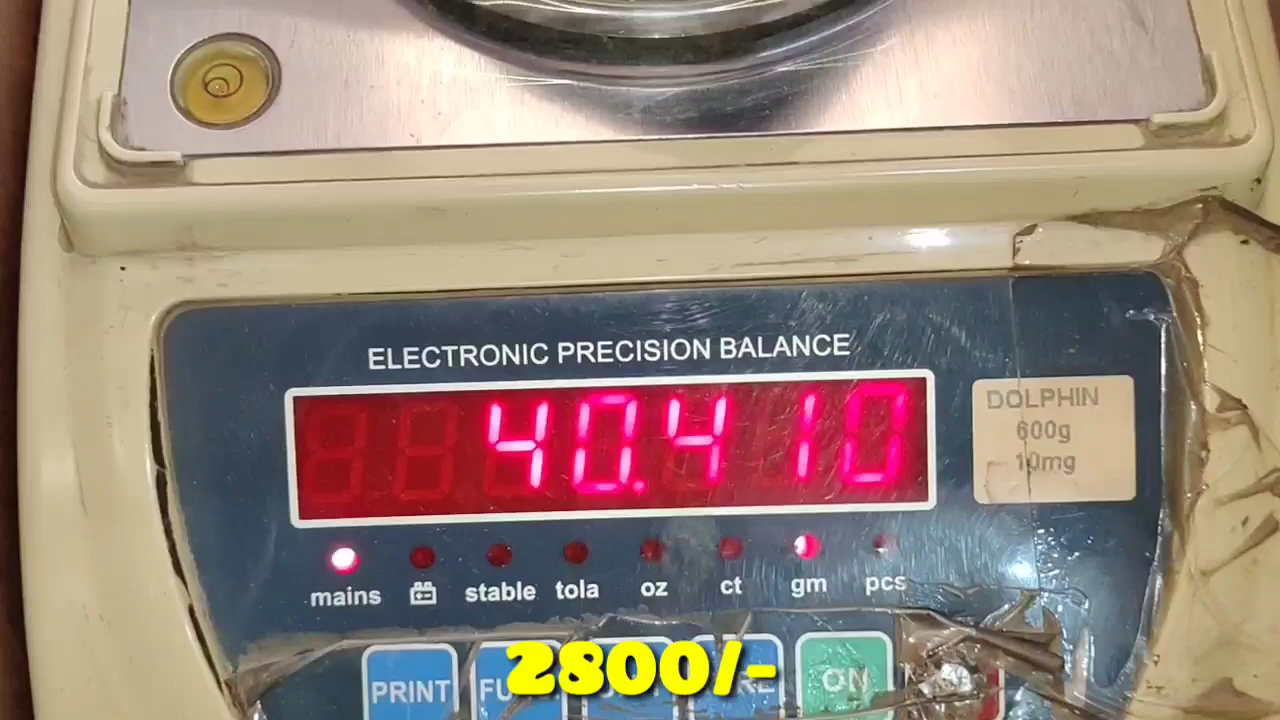 ELECTRONIC PRECISION BALANCE
40.410
DOLPHIN
600g
10mg
mains stable tola oz ct gm pcs
PRINT ON
2800/-